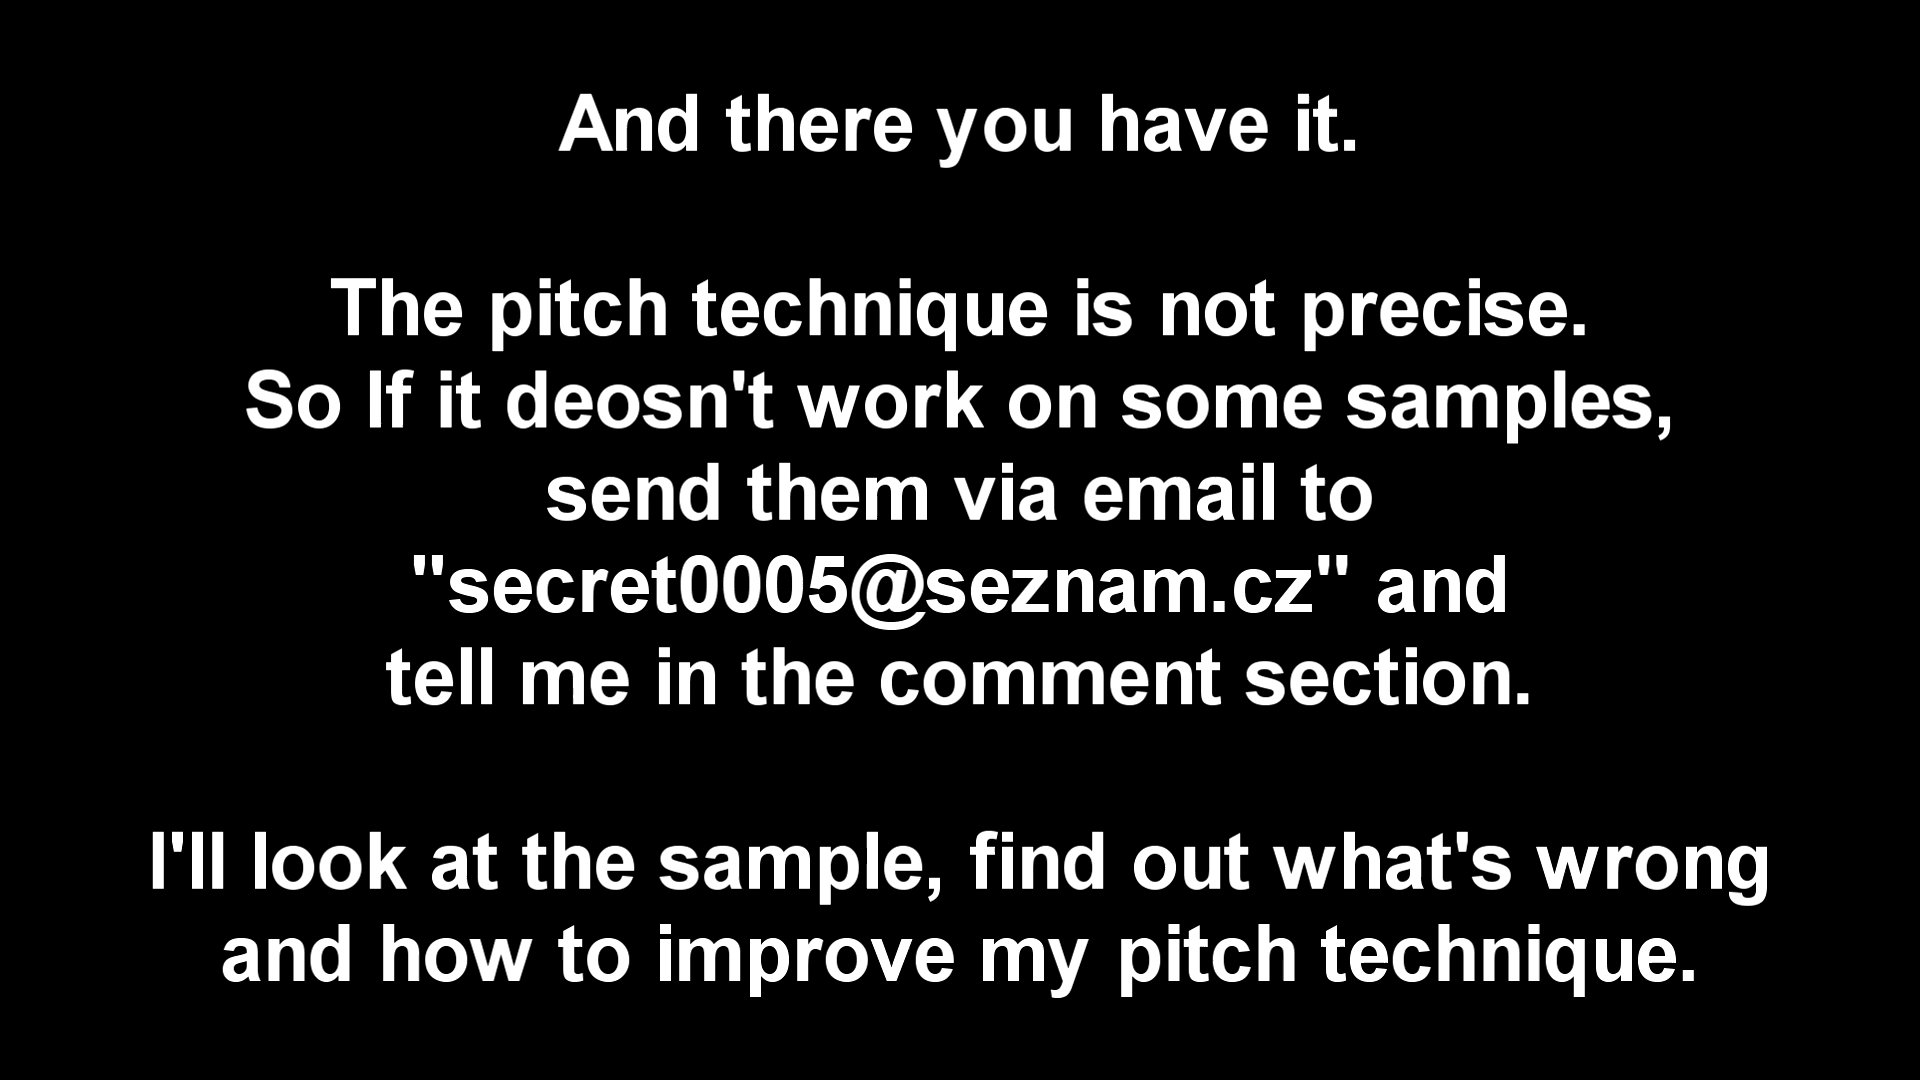 And there you have it.
The pitch technique is not precise.
So If it deosn't work on some samples,
send them via email to
"secret0005@seznam.cz" and
tell me in the comment section.
I'll look at the sample, find out what's wrong
and how to improve my pitch technique.